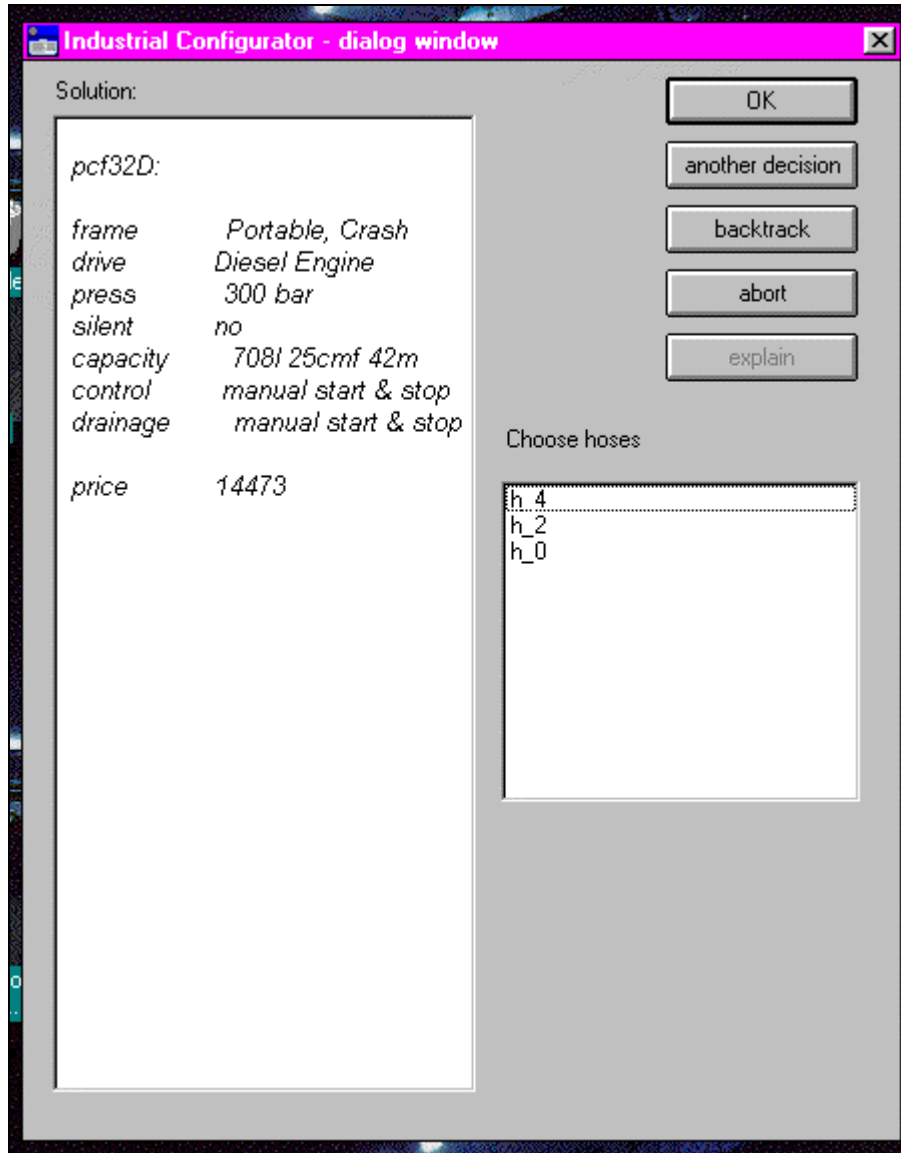 Industrial Configurator - dialog window
Solution:
pcf32D:
frame Portable, Crash
drive Diesel Engine
press 300 bar
silent no
capacity 708l 25cmf 42m
control manual start & stop
drainage manual start & stop
price 14473
OK
another decision
backtrack
abort
explain
Choose hoses
h_4
h_2
h_0